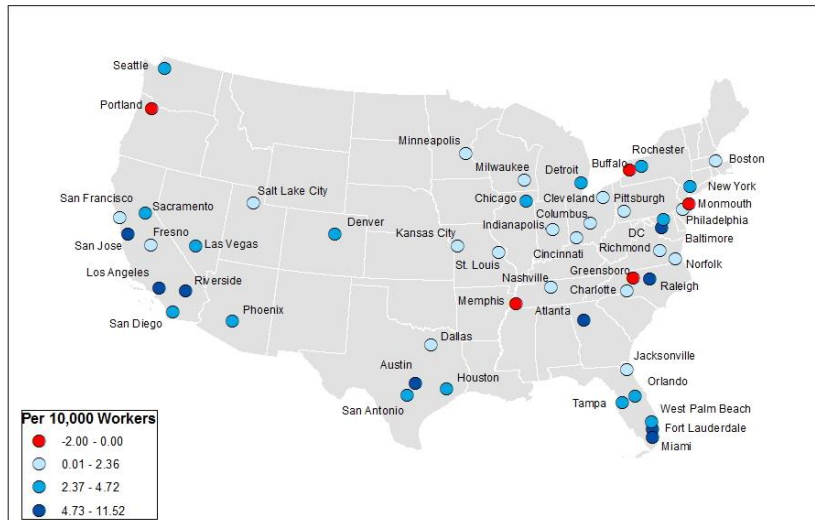 Seattle
Portland
Minneapolis
Milwaukee
Detroit
Buffalo
Rochester
Boston
San Francisco
Sacramento
Salt Lake City
Chicago
Cleveland
Pittsburgh
New York
Monmouth
San Jose
Fresno
Las Vegas
Denver
Kansas City
Indianapolis
Columbus
Philadelphia
DC
Baltimore
St. Louis
Cincinnati
Richmond
Norfolk
Los Angeles
Riverside
Nashville
Greensboro
Charlotte
Raleigh
San Diego
Phoenix
Memphis
Atlanta
Dallas
Austin
Houston
San Antonio
Jacksonville
Orlando
Tampa
West Palm Beach
Fort Lauderdale
Miami
Per 10,000 Workers
-2.00 - 0.00
0.01 - 2.36
2.37 - 4.72
4.73 - 11.52